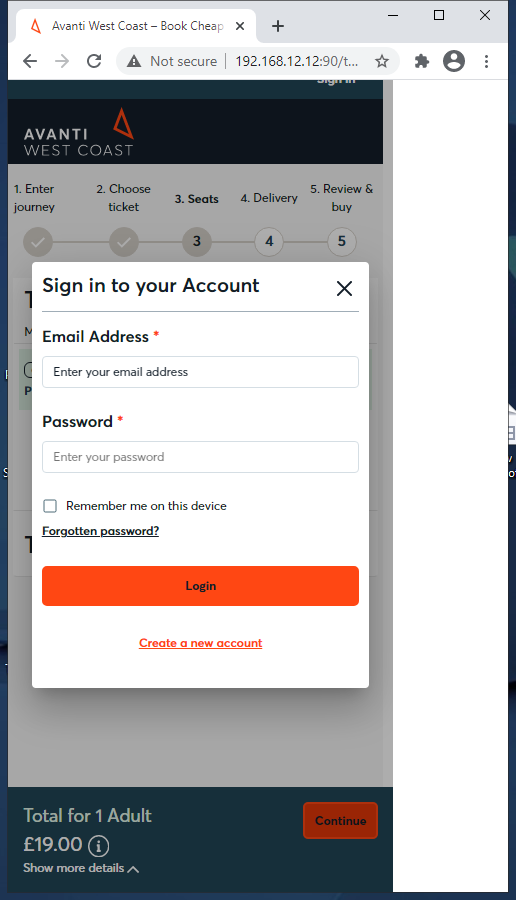 Avanti West Coast – Book Cheap
Not secure
192.168.12.12:90/t...
Sign in
AVANTI
WEST COAST
1. Enter journey
2. Choose ticket
3. Seats
4. Delivery
5. Review & buy
3
4
5
Sign in to your Account
Email Address *
Enter your email address
Password *
Enter your password
Remember me on this device
Forgotten password?
Login
Create a new account
Total for 1 Adult
£19.00
Show more details
Continue